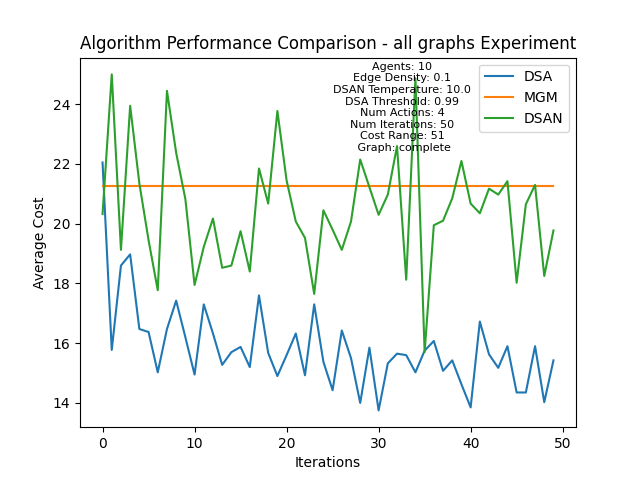 Algorithm Performance Comparison - all graphs Experiment
Agents: 10
Edge Density: 0.1
DSAN Temperature: 10.0
DSA Threshold: 0.99
Num Actions: 4
Num Iterations: 50
Cost Range: 51
Graph: complete
DSA
MGM
DSAN
Average Cost
24
22
20
18
16
14
0
10
20
30
40
50
Iterations